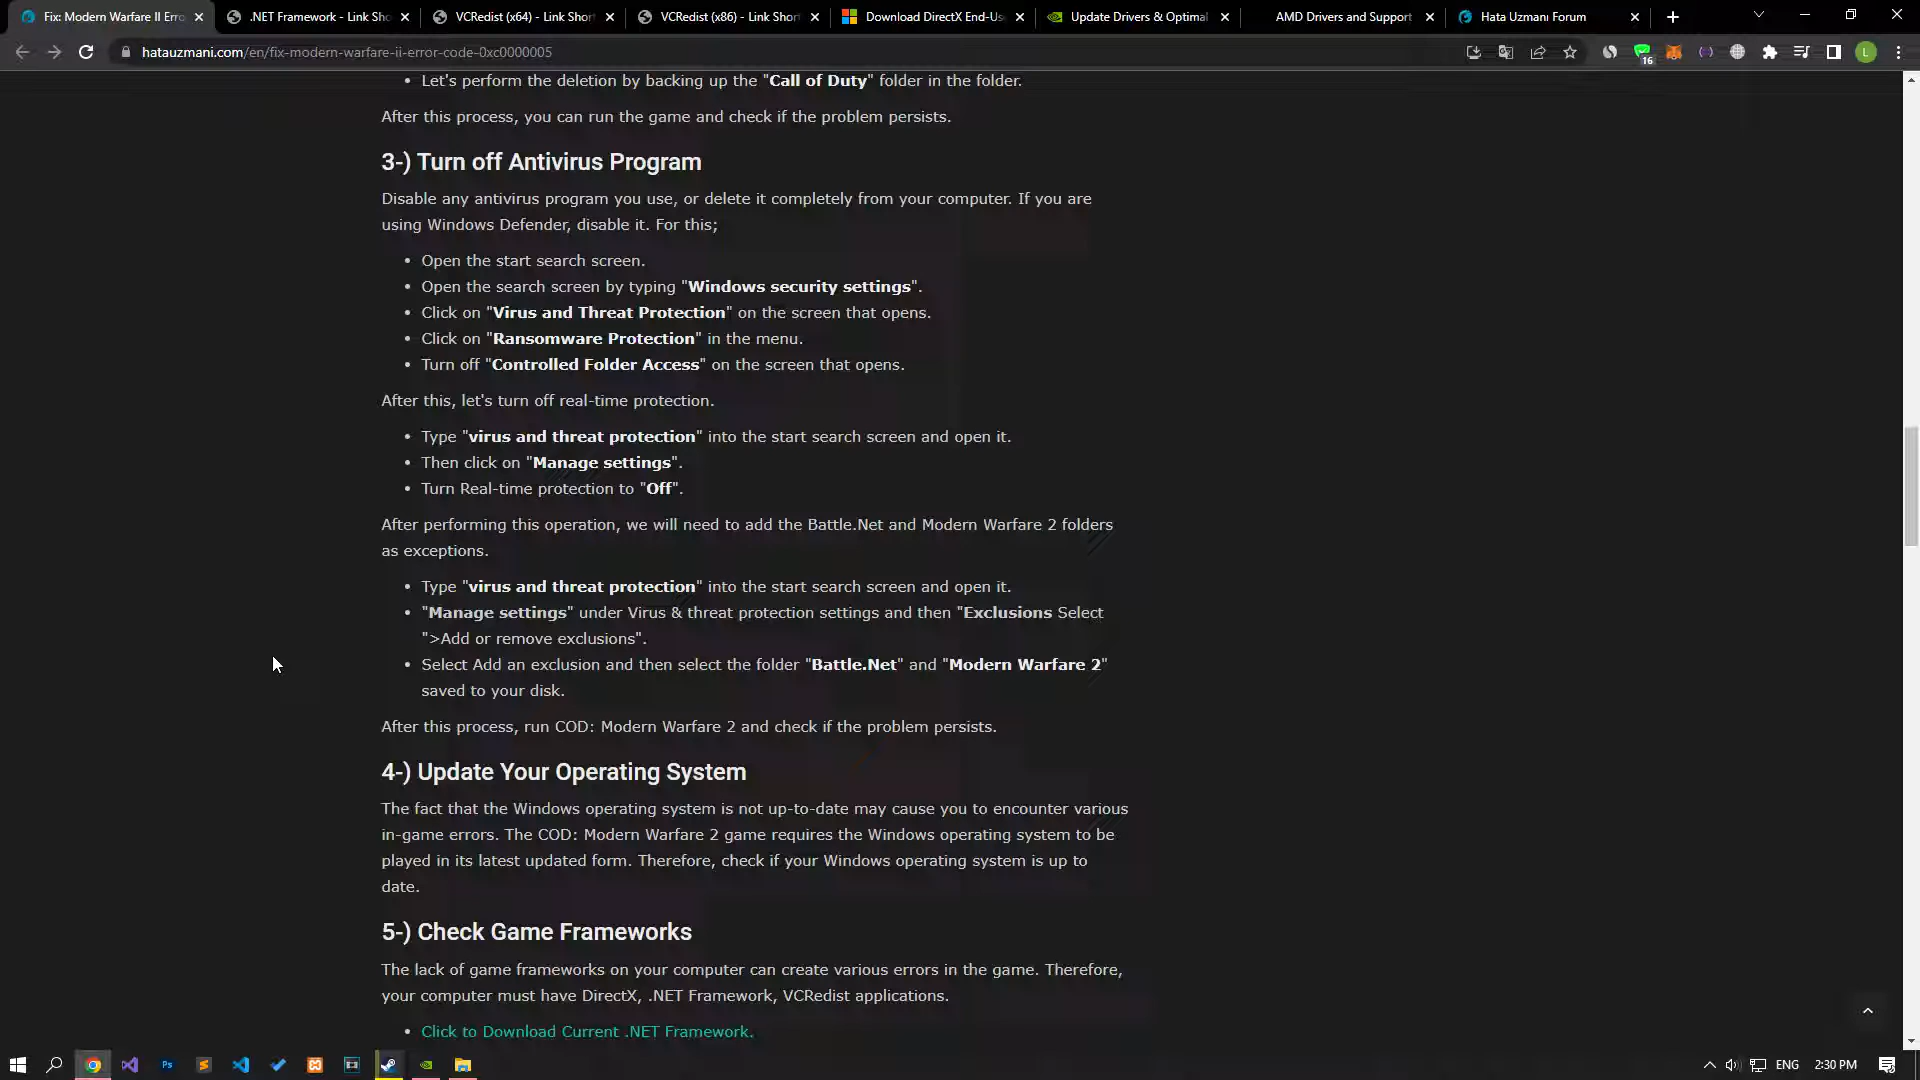 Fix: Modern Warfare II Erro
.NET Framework - Link Sho
VCRedist (x64) - Link Short
VCRedist (x86) - Link Short
Download DirectX End-Us
Update Drivers & Optimal
AMD Drivers and Support
Hata Uzmanı Forum
hatauzmani.com/en/fix-modern-warfare-ii-error-code-0xc0000005
16
L
• Let's perform the deletion by backing up the "Call of Duty" folder in the folder.
After this process, you can run the game and check if the problem persists.
3-) Turn off Antivirus Program
Disable any antivirus program you use, or delete it completely from your computer. If you are
using Windows Defender, disable it. For this;
• Open the start search screen.
• Open the search screen by typing "Windows security settings".
• Click on "Virus and Threat Protection" on the screen that opens.
• Click on "Ransomware Protection" in the menu.
• Turn off "Controlled Folder Access" on the screen that opens.
After this, let's turn off real-time protection.
• Type "virus and threat protection" into the start search screen and open it.
• Then click on "Manage settings".
• Turn Real-time protection to "Off".
After performing this operation, we will need to add the Battle.Net and Modern Warfare 2 folders
as exceptions.
• Type "virus and threat protection" into the start search screen and open it.
• "Manage settings" under Virus & threat protection settings and then "Exclusions Select
">Add or remove exclusions".
• Select Add an exclusion and then select the folder "Battle.Net" and "Modern Warfare 2"
saved to your disk.
After this process, run COD: Modern Warfare 2 and check if the problem persists.
4-) Update Your Operating System
The fact that the Windows operating system is not up-to-date may cause you to encounter various
in-game errors. The COD: Modern Warfare 2 game requires the Windows operating system to be
played in its latest updated form. Therefore, check if your Windows operating system is up to
date.
5-) Check Game Frameworks
The lack of game frameworks on your computer can create various errors in the game. Therefore,
your computer must have DirectX, .NET Framework, VCRedist applications.
• Click to Download Current .NET Framework.
Ps
ENG
2:30 PM